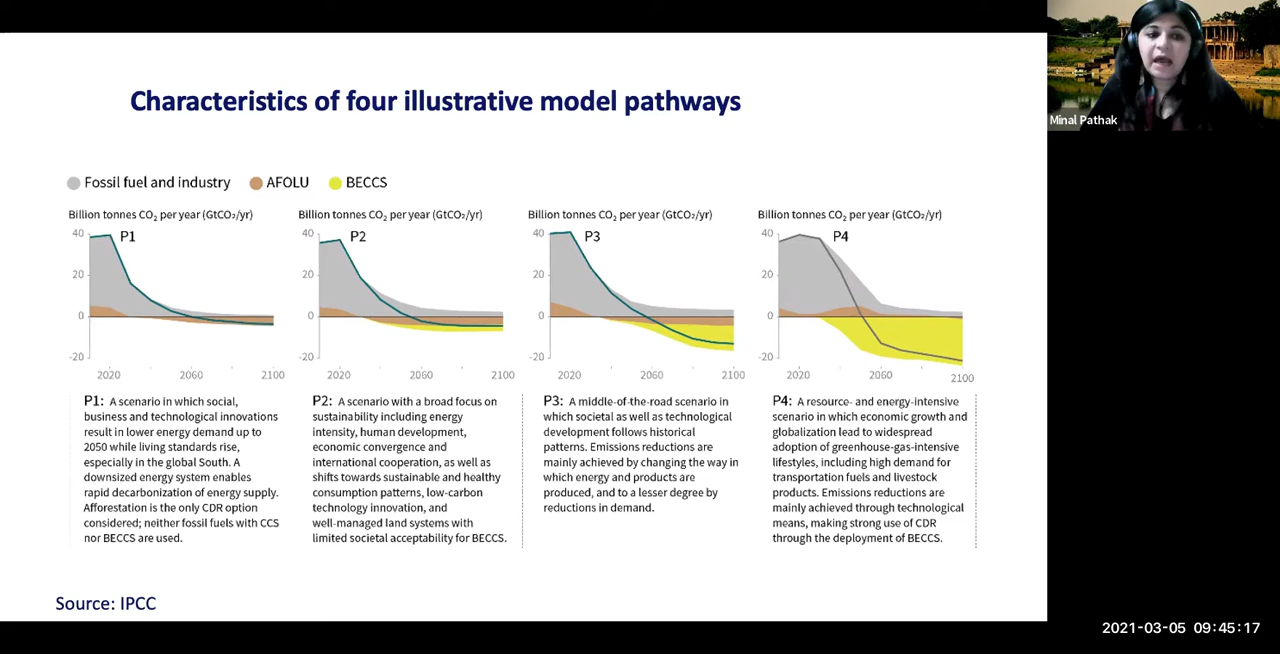 Characteristics of four illustrative model pathways
Minal Pathak
Fossil fuel and industry
AFOLU
BECCS
Billion tonnes CO₂ per year (GtCO₂/yr)
40
P1
20
0
-20
2020
2060
2100
Billion tonnes CO₂ per year (GtCO₂/yr)
40
P2
20
0
-20
2020
2060
2100
Billion tonnes CO₂ per year (GtCO₂/yr)
40
P3
20
0
-20
2020
2060
2100
Billion tonnes CO₂ per year (GtCO₂/yr)
40
P4
20
0
-20
2020
2060
2100
P1: A scenario in which social,
business and technological innovations
result in lower energy demand up to
2050 while living standards rise,
especially in the global South. A
downsized energy system enables
rapid decarbonization of energy supply.
Afforestation is the only CDR option
considered; neither fossil fuels with CCS
nor BECCS are used.
P2: A scenario with a broad focus on
sustainability including energy
intensity, human development,
economic convergence and
international cooperation, as well as
shifts towards sustainable and healthy
consumption patterns, low-carbon
technology innovation, and
well-managed land systems with
limited societal acceptability for BECCS.
P3: A middle-of-the-road scenario in
which societal as well as technological
development follows historical
patterns. Emissions reductions are
mainly achieved by changing the way in
which energy and products are
produced, and to a lesser degree by
reductions in demand.
P4: A resource- and energy-intensive
scenario in which economic growth and
globalization lead to widespread
adoption of greenhouse-gas-intensive
lifestyles, including high demand for
transportation fuels and livestock
products. Emissions reductions are
mainly achieved through technological
means, making strong use of CDR
through the deployment of BECCS.
Source: IPCC
2021-03-05 09:45:17